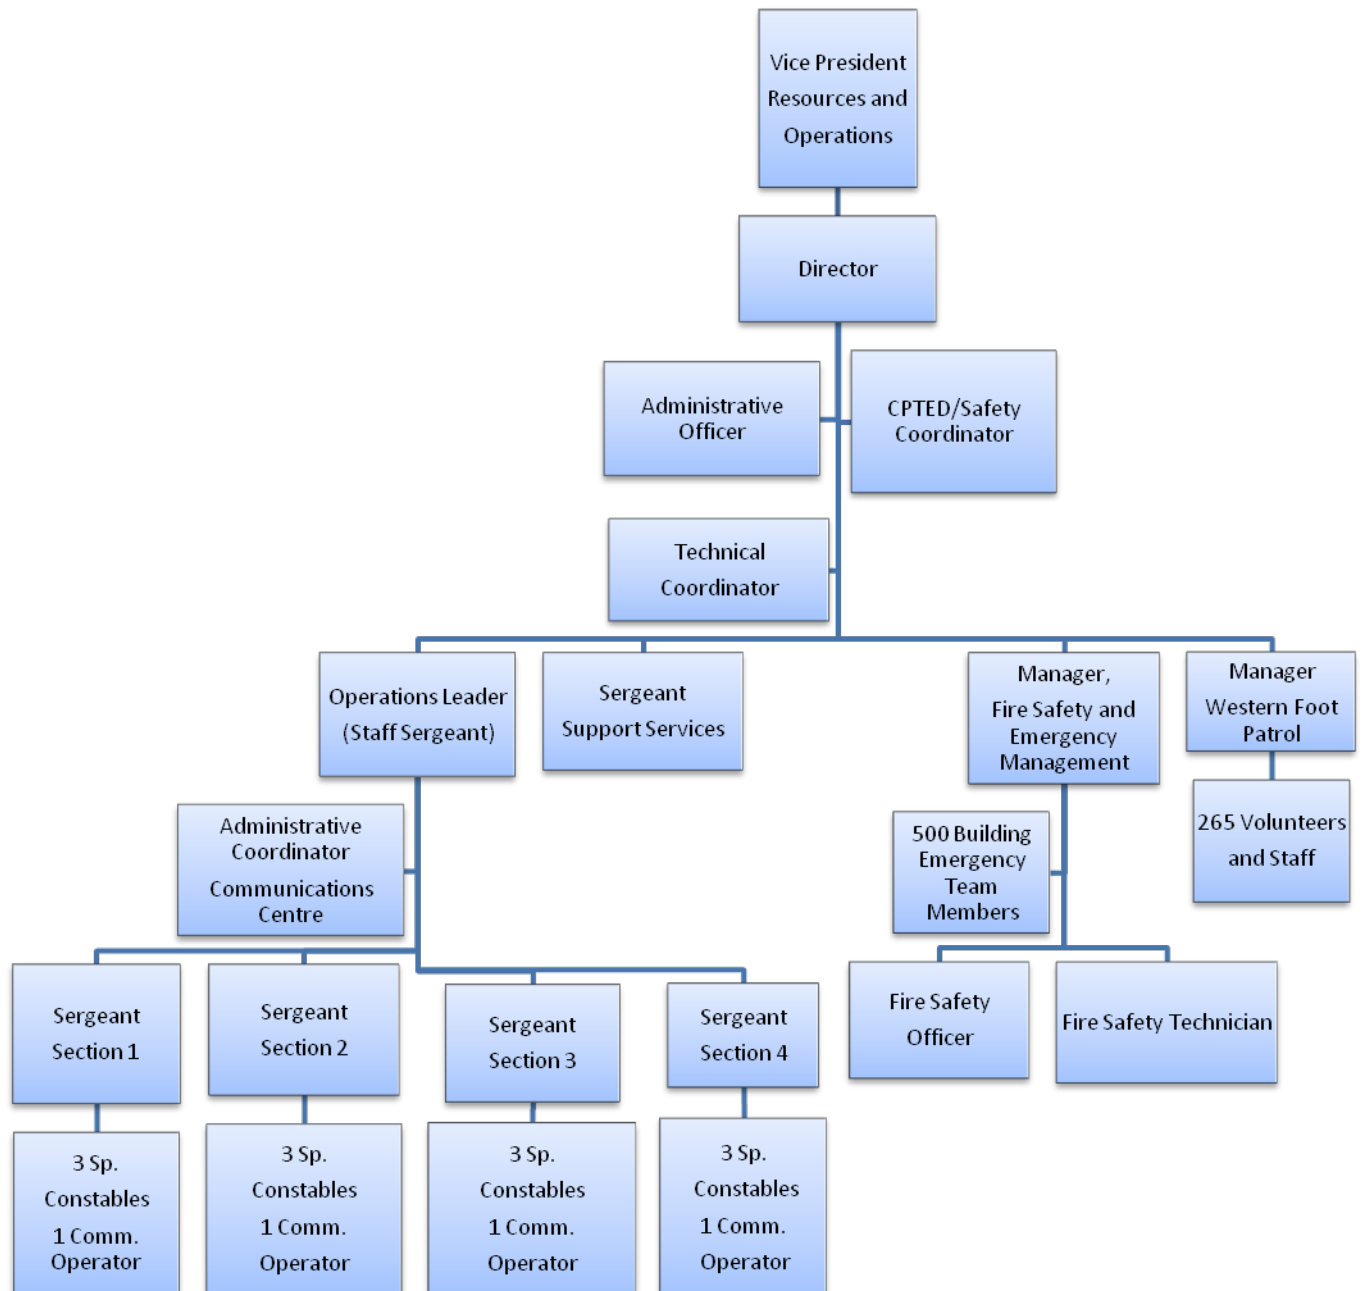 Vice President
Resources and
Operations
Director
Administrative
Officer
CPTED/Safety
Coordinator
Technical
Coordinator
Operations Leader
(Staff Sergeant)
Sergeant
Support Services
Manager,
Fire Safety and
Emergency
Management
Manager
Western Foot
Patrol
Administrative
Coordinator
Communications
Centre
500 Building
Emergency
Team
Members
265 Volunteers
and Staff
Sergeant
Section 1
Sergeant
Section 2
Sergeant
Section 3
Sergeant
Section 4
Fire Safety
Officer
Fire Safety Technician
3 Sp.
Constables
1 Comm.
Operator
3 Sp.
Constables
1 Comm.
Operator
3 Sp.
Constables
1 Comm.
Operator
3 Sp.
Constables
1 Comm.
Operator